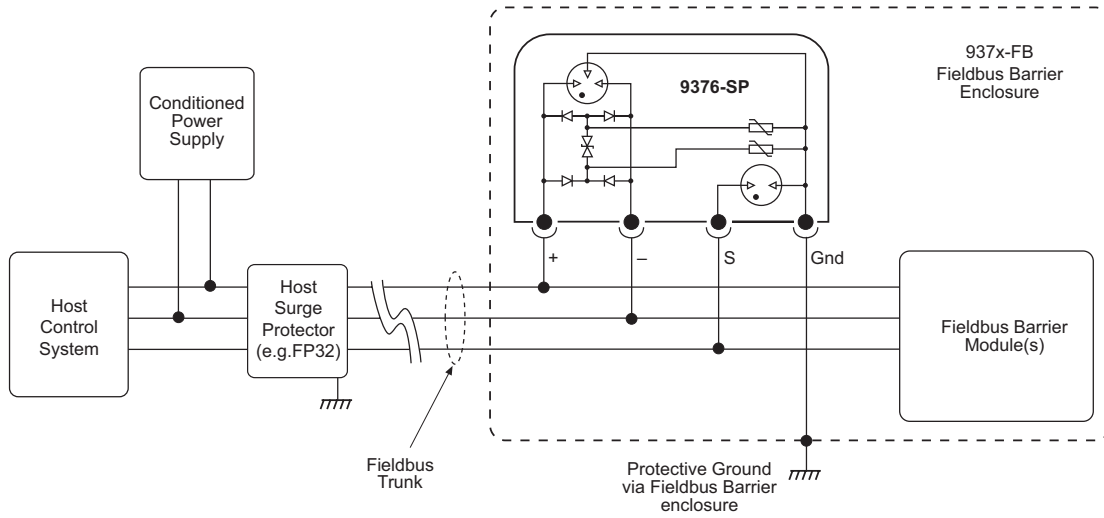 937x-FB
Fieldbus Barrier
Enclosure
9376-SP
Conditioned
Power
Supply
+
–
S
Gnd
Host
Control
System
Host
Surge
Protector
(e.g.FP32)
Fieldbus Barrier
Module(s)
Fieldbus
Trunk
Protective Ground
via Fieldbus Barrier
enclosure